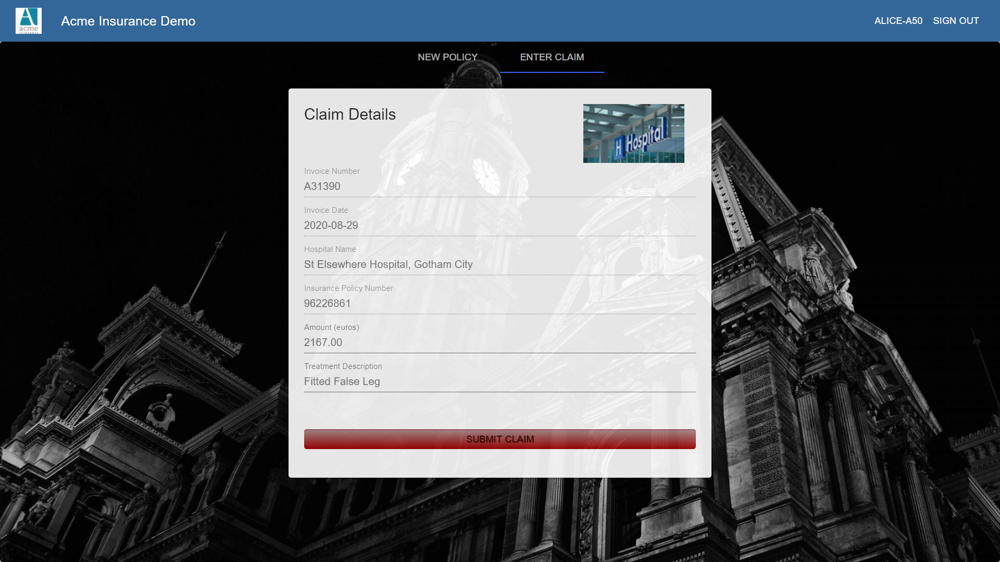 acme
Acme Insurance Demo
ALICE-A50
SIGN OUT
NEW POLICY
ENTER CLAIM
Claim Details
H Hospital
Invoice Number
A31390
Invoice Date
2020-08-29
Hospital Name
St Elsewhere Hospital, Gotham City
Insurance Policy Number
96226861
Amount (euros)
2167.00
Treatment Description
Fitted False Leg
SUBMIT CLAIM